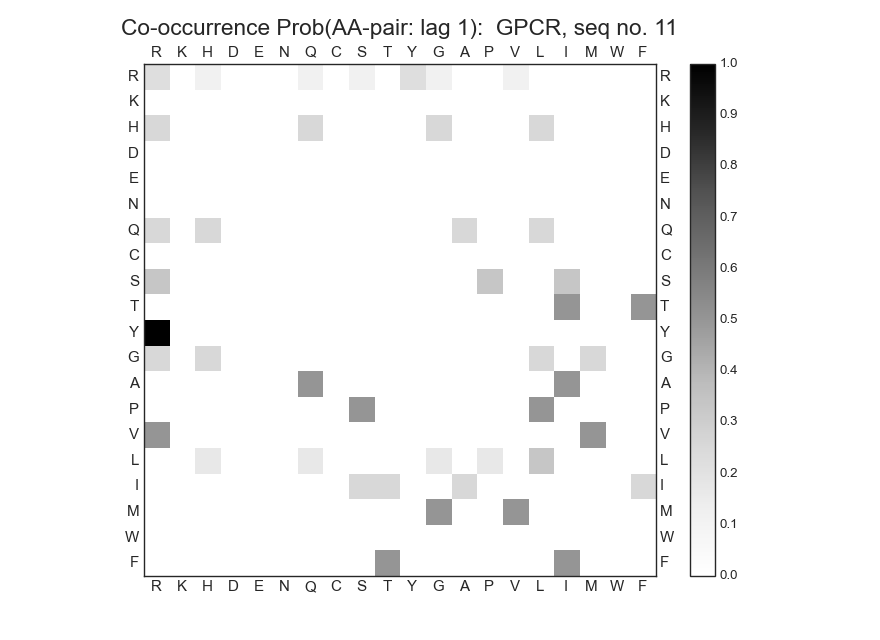 Co-occurrence Prob(AA-pair: lag 1):  GPCR, seq no. 11
R K H D E N Q C S T Y G A P V L I M W F
R R 1.0
K K
H H 0.9
D D
E E 0.8
N N
Q Q 0.7
C C
S S 0.6
T T 0.5
Y Y
G G 0.4
A A
P P 0.3
V V
L L 0.2
I I
M M 0.1
W W
F F 0.0
R K H D E N Q C S T Y G A P V L I M W F